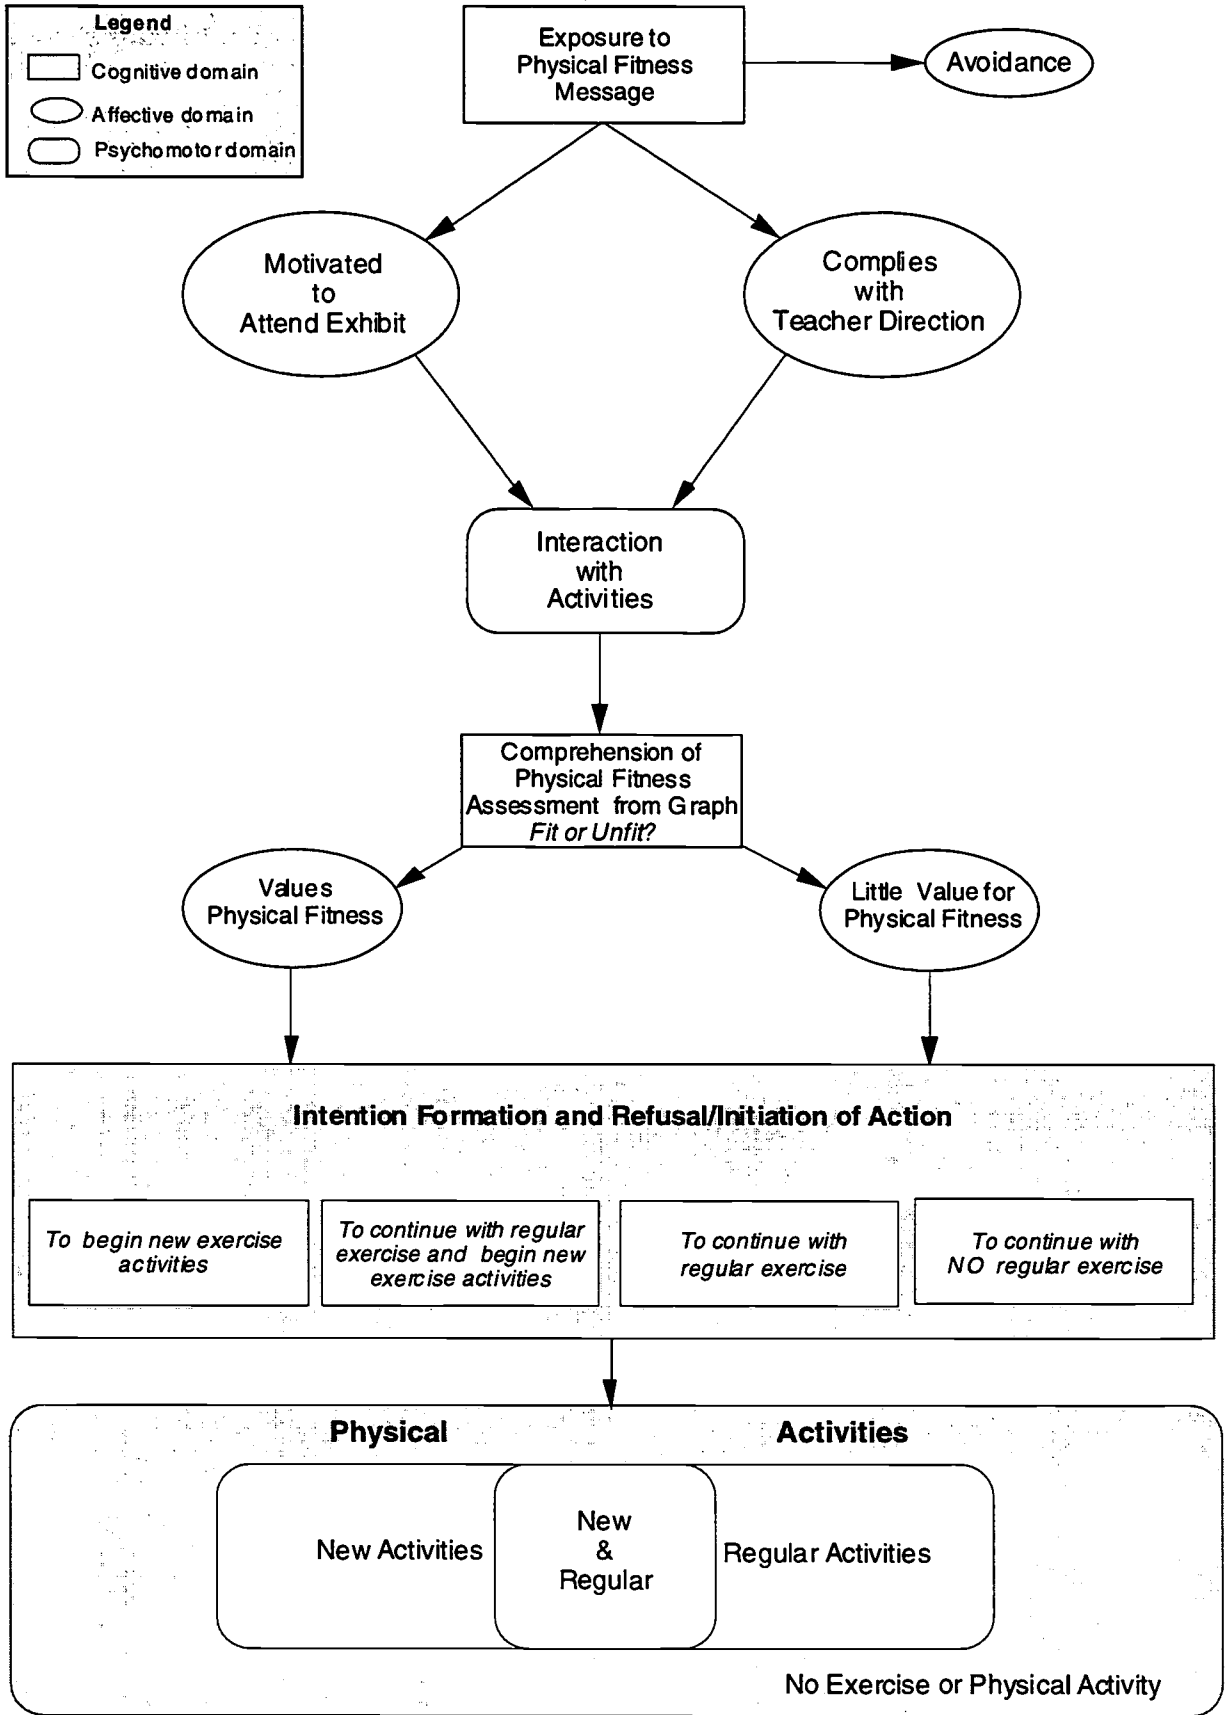 Legend
Cognitive domain
Affective domain
Psychomotor domain
Exposure to
Physical Fitness
Message
Avoidance
Motivated
to
Attend Exhibit
Complies
with
Teacher Direction
Interaction
with
Activities
Comprehension of
Physical Fitness
Assessment from Graph
Fit or Unfit?
Values
Physical Fitness
Little Value for
Physical Fitness
Intention Formation and Refusal/Initiation of Action
To begin new exercise
activities
To continue with regular
exercise and begin new
exercise activities
To continue with
regular exercise
To continue with
NO regular exercise
Physical Activities
New Activities
New
&
Regular
Regular Activities
No Exercise or Physical Activity